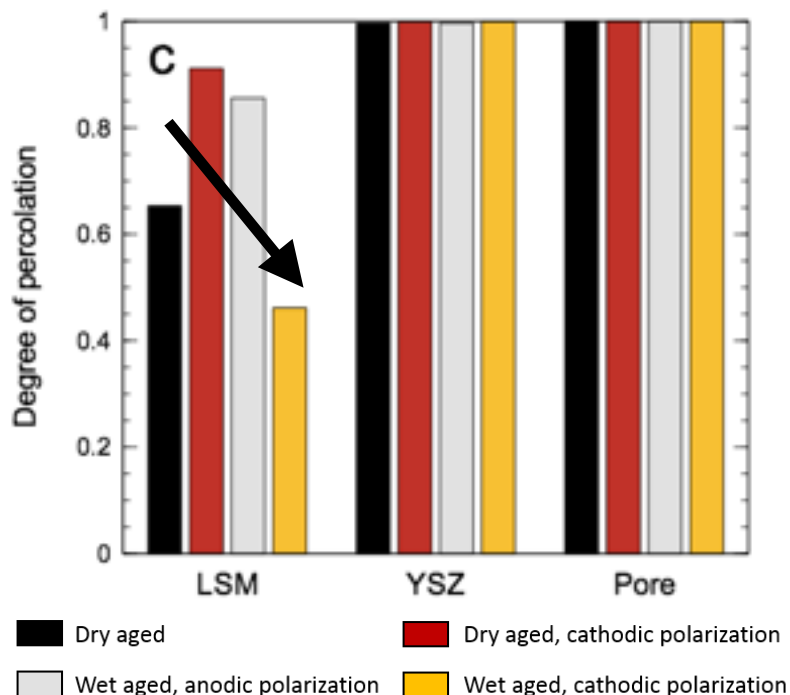 C
Degree of percolation
1
0.8
0.6
0.4
0.2
0
LSM YSZ Pore
Dry aged
Dry aged, cathodic polarization
Wet aged, anodic polarization
Wet aged, cathodic polarization